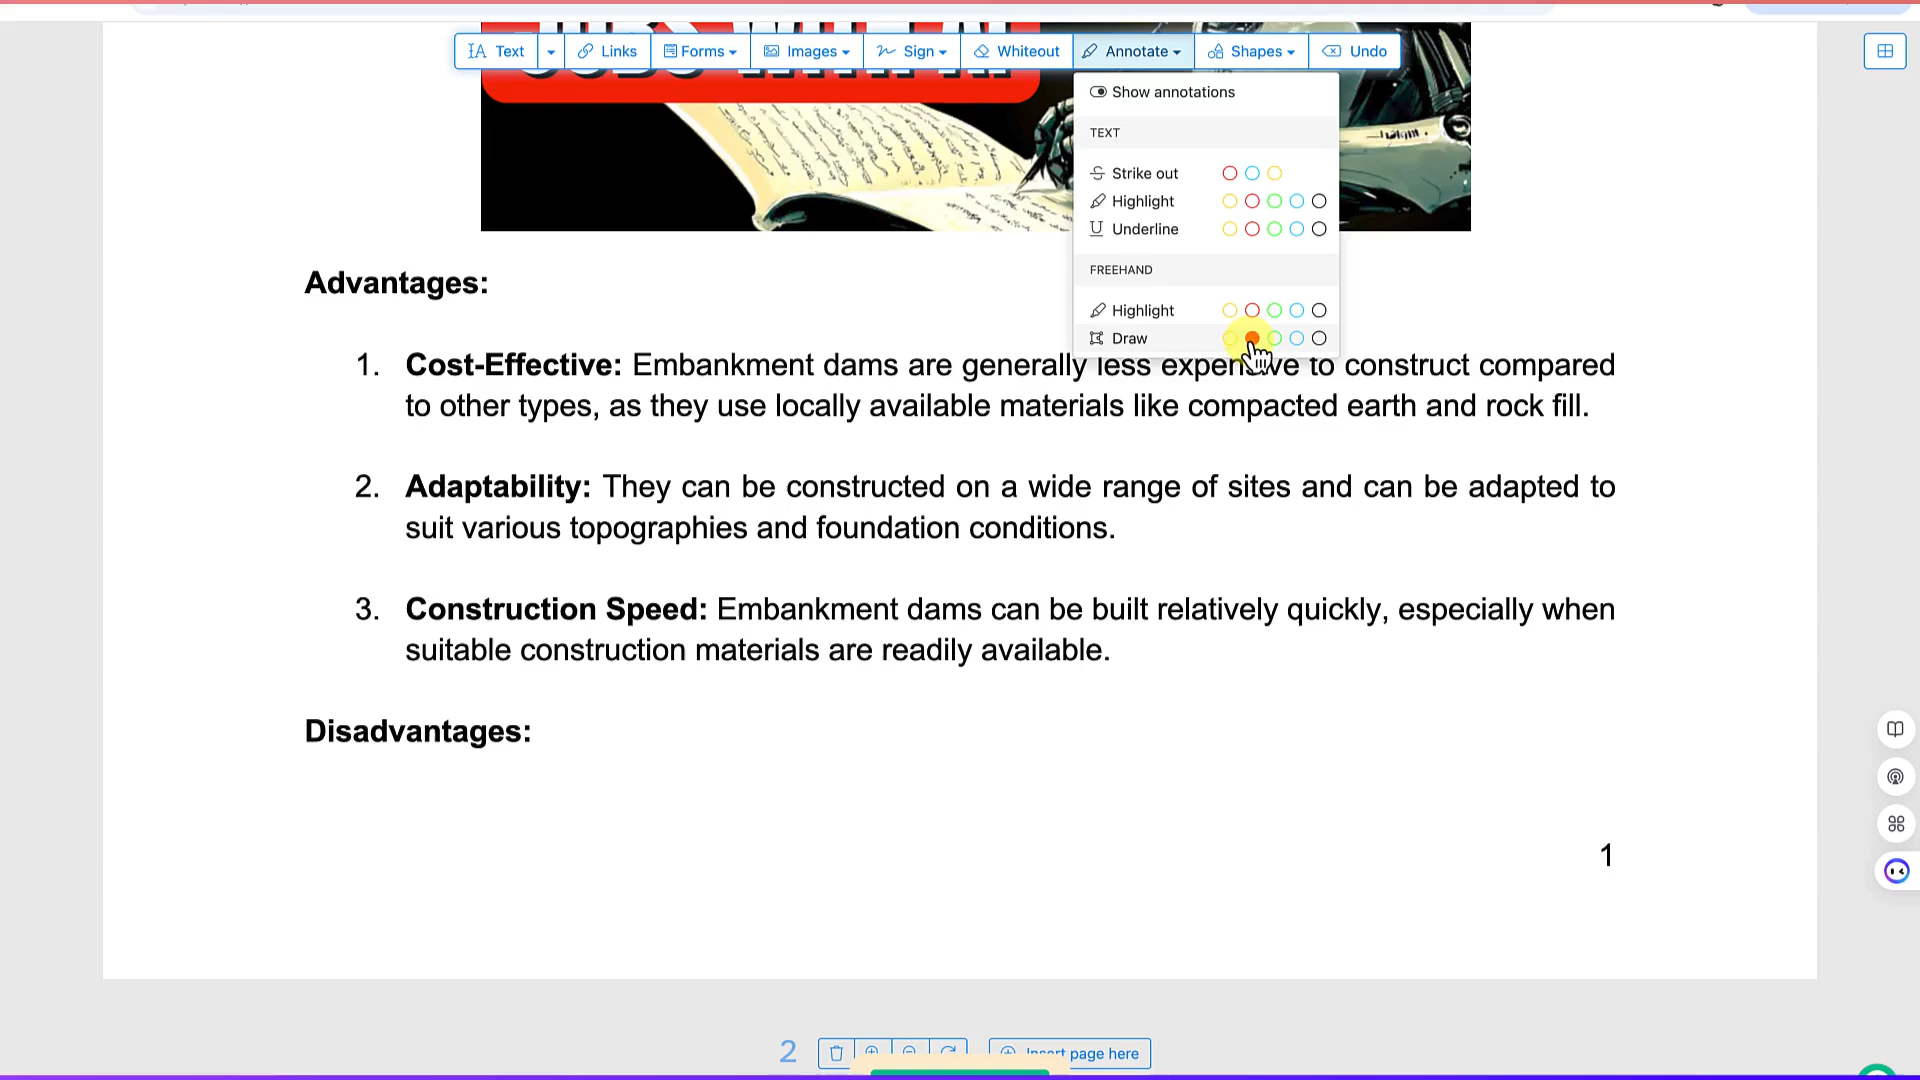 Text
Links
Forms
Images
Sign
Whiteout
Annotate
Shapes
Undo
Show annotations
TEXT
Strike out
Highlight
Underline
FREEHAND
Highlight
Draw
Advantages:
1. Cost-Effective: Embankment dams are generally less expensive to construct compared
to other types, as they use locally available materials like compacted earth and rock fill.
2. Adaptability: They can be constructed on a wide range of sites and can be adapted to
suit various topographies and foundation conditions.
3. Construction Speed: Embankment dams can be built relatively quickly, especially when
suitable construction materials are readily available.
Disadvantages:
1
2
Insert page here